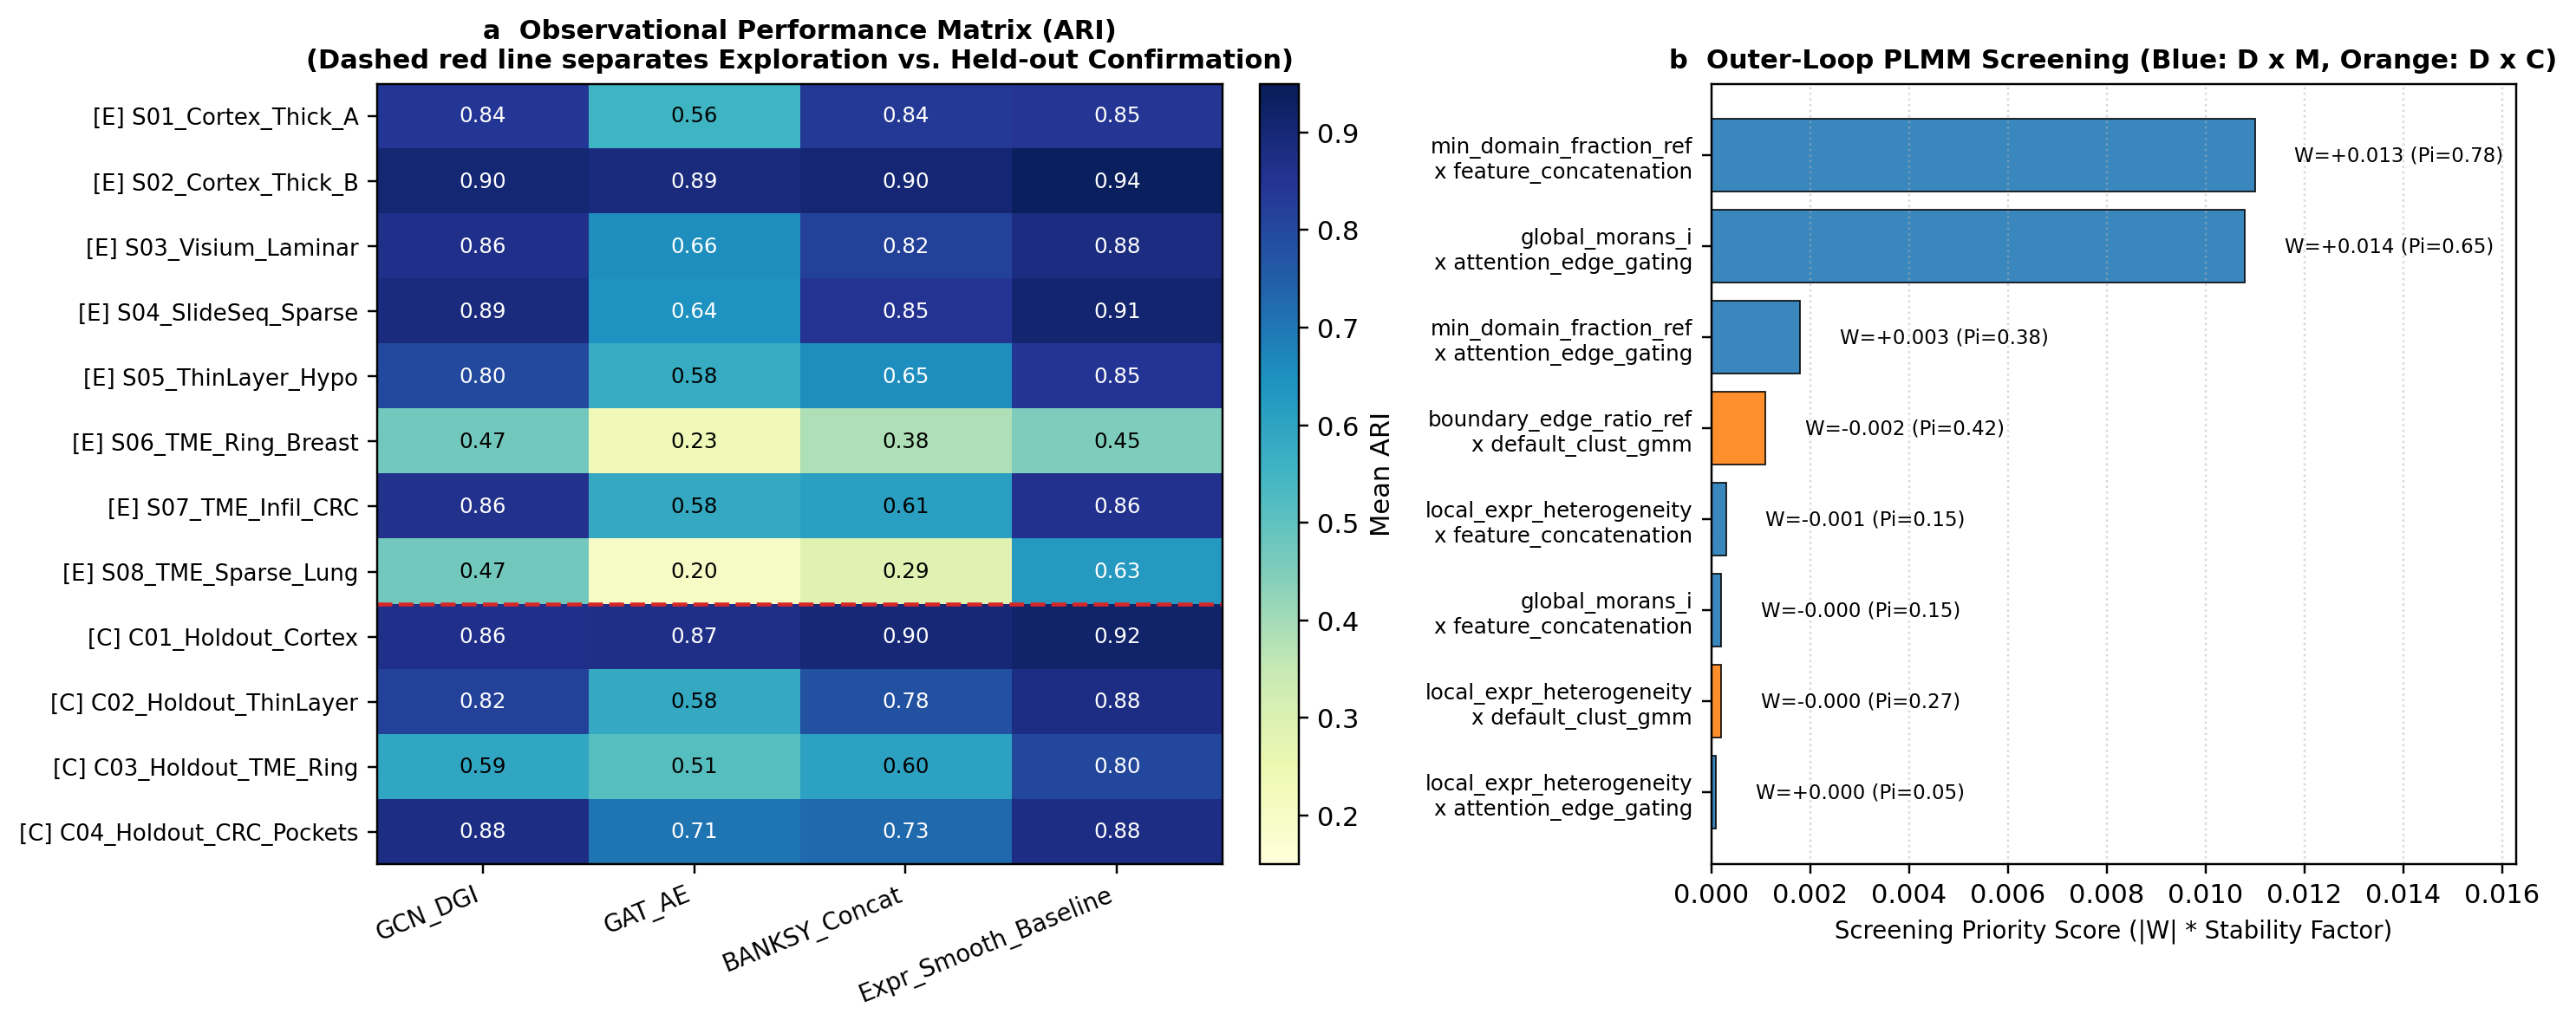 a  Observational Performance Matrix (ARI)
(Dashed red line separates Exploration vs. Held-out Confirmation)
[E] S01_Cortex_Thick_A 0.84 0.56 0.84 0.85
[E] S02_Cortex_Thick_B 0.90 0.89 0.90 0.94
[E] S03_Visium_Laminar 0.86 0.66 0.82 0.88
[E] S04_SlideSeq_Sparse 0.89 0.64 0.85 0.91
[E] S05_ThinLayer_Hypo 0.80 0.58 0.65 0.85
[E] S06_TME_Ring_Breast 0.47 0.23 0.38 0.45
[E] S07_TME_Infil_CRC 0.86 0.58 0.61 0.86
[E] S08_TME_Sparse_Lung 0.47 0.20 0.29 0.63
[C] C01_Holdout_Cortex 0.86 0.87 0.90 0.92
[C] C02_Holdout_ThinLayer 0.82 0.58 0.78 0.88
[C] C03_Holdout_TME_Ring 0.59 0.51 0.60 0.80
[C] C04_Holdout_CRC_Pockets 0.88 0.71 0.73 0.88
GCN_DGI
GAT_AE
BANKSY_Concat
Expr_Smooth_Baseline
0.9
0.8
0.7
0.6
0.5
0.4
0.3
0.2
Mean ARI
b  Outer-Loop PLMM Screening (Blue: D x M, Orange: D x C)
min_domain_fraction_ref
x feature_concatenation
W=+0.013 (Pi=0.78)
global_morans_i
x attention_edge_gating
W=+0.014 (Pi=0.65)
min_domain_fraction_ref
x attention_edge_gating
W=+0.003 (Pi=0.38)
boundary_edge_ratio_ref
x default_clust_gmm
W=-0.002 (Pi=0.42)
local_expr_heterogeneity
x feature_concatenation
W=-0.001 (Pi=0.15)
global_morans_i
x feature_concatenation
W=-0.000 (Pi=0.15)
local_expr_heterogeneity
x default_clust_gmm
W=-0.000 (Pi=0.27)
local_expr_heterogeneity
x attention_edge_gating
W=+0.000 (Pi=0.05)
0.000 0.002 0.004 0.006 0.008 0.010 0.012 0.014 0.016
Screening Priority Score (|W| * Stability Factor)